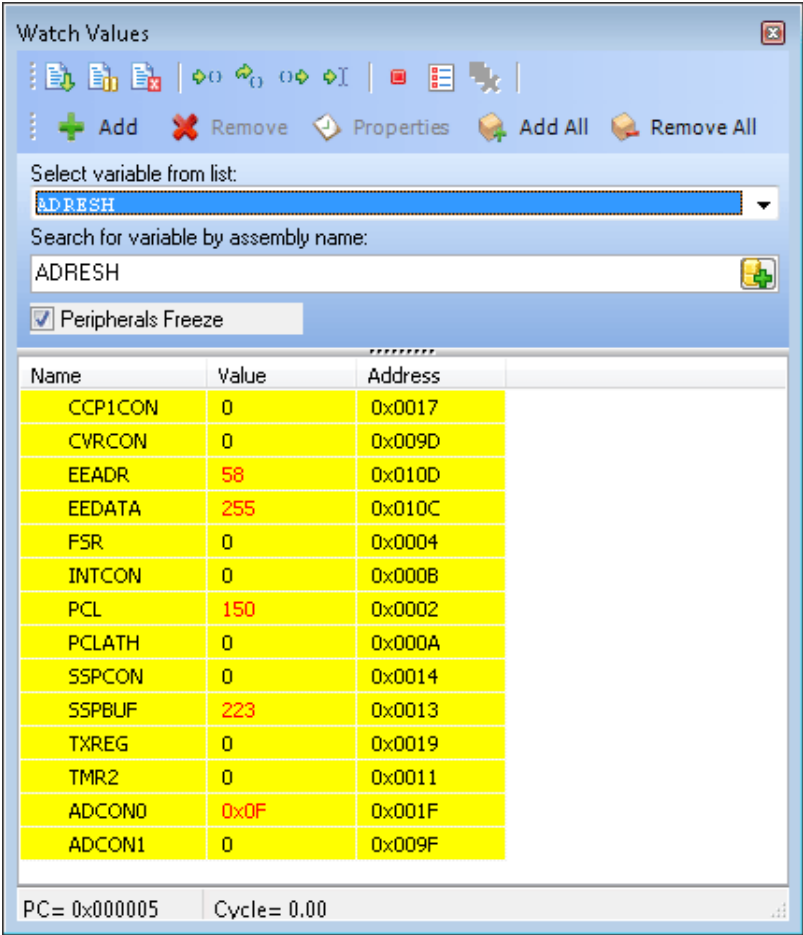 Watch Values
Add Remove Properties Add All Remove All
Select variable from list:
ADRESH
Search for variable by assembly name:
ADRESH
Peripherals Freeze
Name Value Address
CCP1CON 0 0x0017
CVRCON 0 0x009D
EEADR 58 0x010D
EEDATA 255 0x010C
FSR 0 0x0004
INTCON 0 0x000B
PCL 150 0x0002
PCLATH 0 0x000A
SSPCON 0 0x0014
SSPBUF 223 0x0013
TXREG 0 0x0019
TMR2 0 0x0011
ADCON0 0x0F 0x001F
ADCON1 0 0x009F
PC= 0x000005 Cycle= 0.00